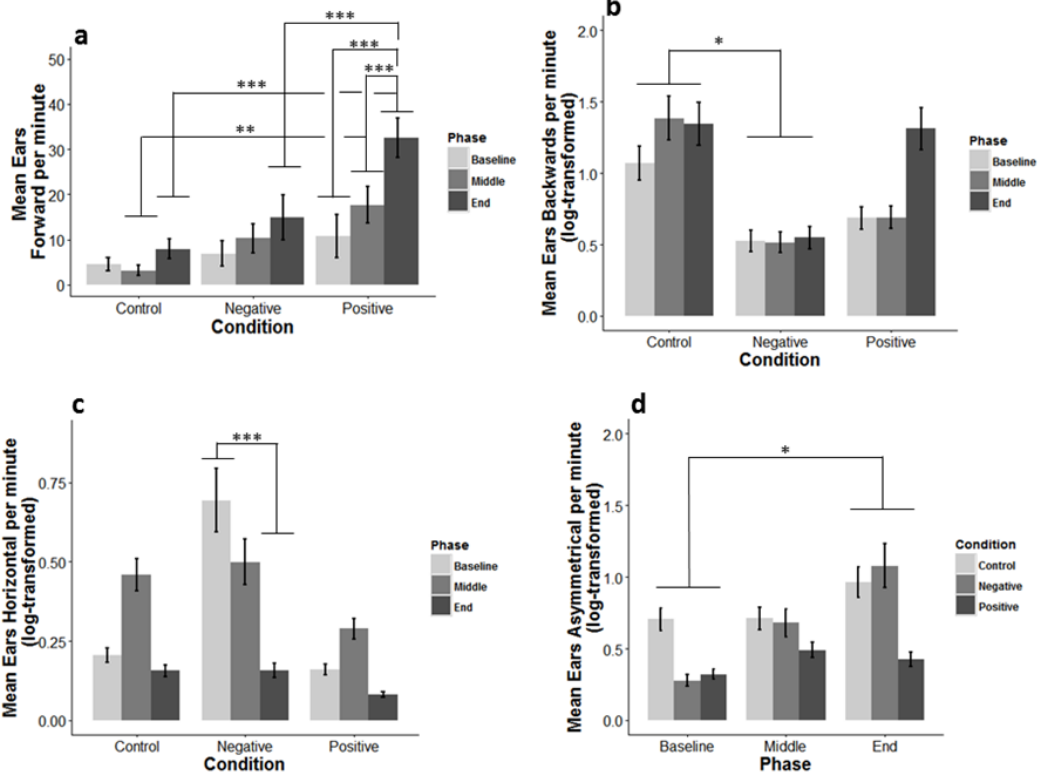 a
***
***
***
***
**
Mean Ears
Forward per minute
50
40
30
20
10
0
Control
Negative
Positive
Condition
Phase
Baseline
Middle
End
b
*
Mean Ears Backwards per minute
(log-transformed)
2.0
1.5
1.0
0.5
0.0
Control
Negative
Positive
Condition
Phase
Baseline
Middle
End
c
***
Mean Ears Horizontal per minute
(log-transformed)
0.75
0.50
0.25
0.00
Control
Negative
Positive
Condition
Phase
Baseline
Middle
End
d
*
Mean Ears Asymmetrical per minute
(log-transformed)
2.0
1.5
1.0
0.5
0.0
Baseline
Middle
End
Phase
Condition
Control
Negative
Positive